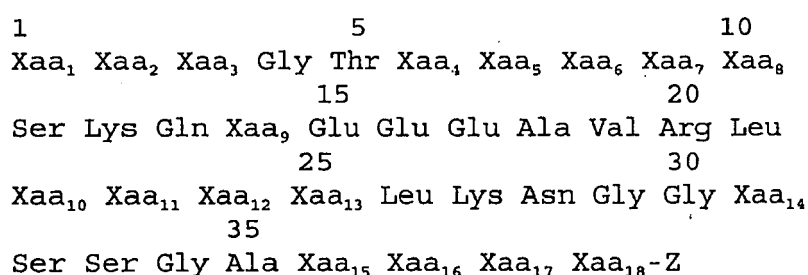 1 5 10
Xaa₁ Xaa₂ Xaa₃ Gly Thr Xaa₄ Xaa₅ Xaa₆ Xaa₇ Xaa₈
15 20
Ser Lys Gln Xaa₉ Glu Glu Glu Ala Val Arg Leu
25 30
Xaa₁₀ Xaa₁₁ Xaa₁₂ Xaa₁₃ Leu Lys Asn Gly Gly Xaa₁₄
35
Ser Ser Gly Ala Xaa₁₅ Xaa₁₆ Xaa₁₇ Xaa₁₈-Z